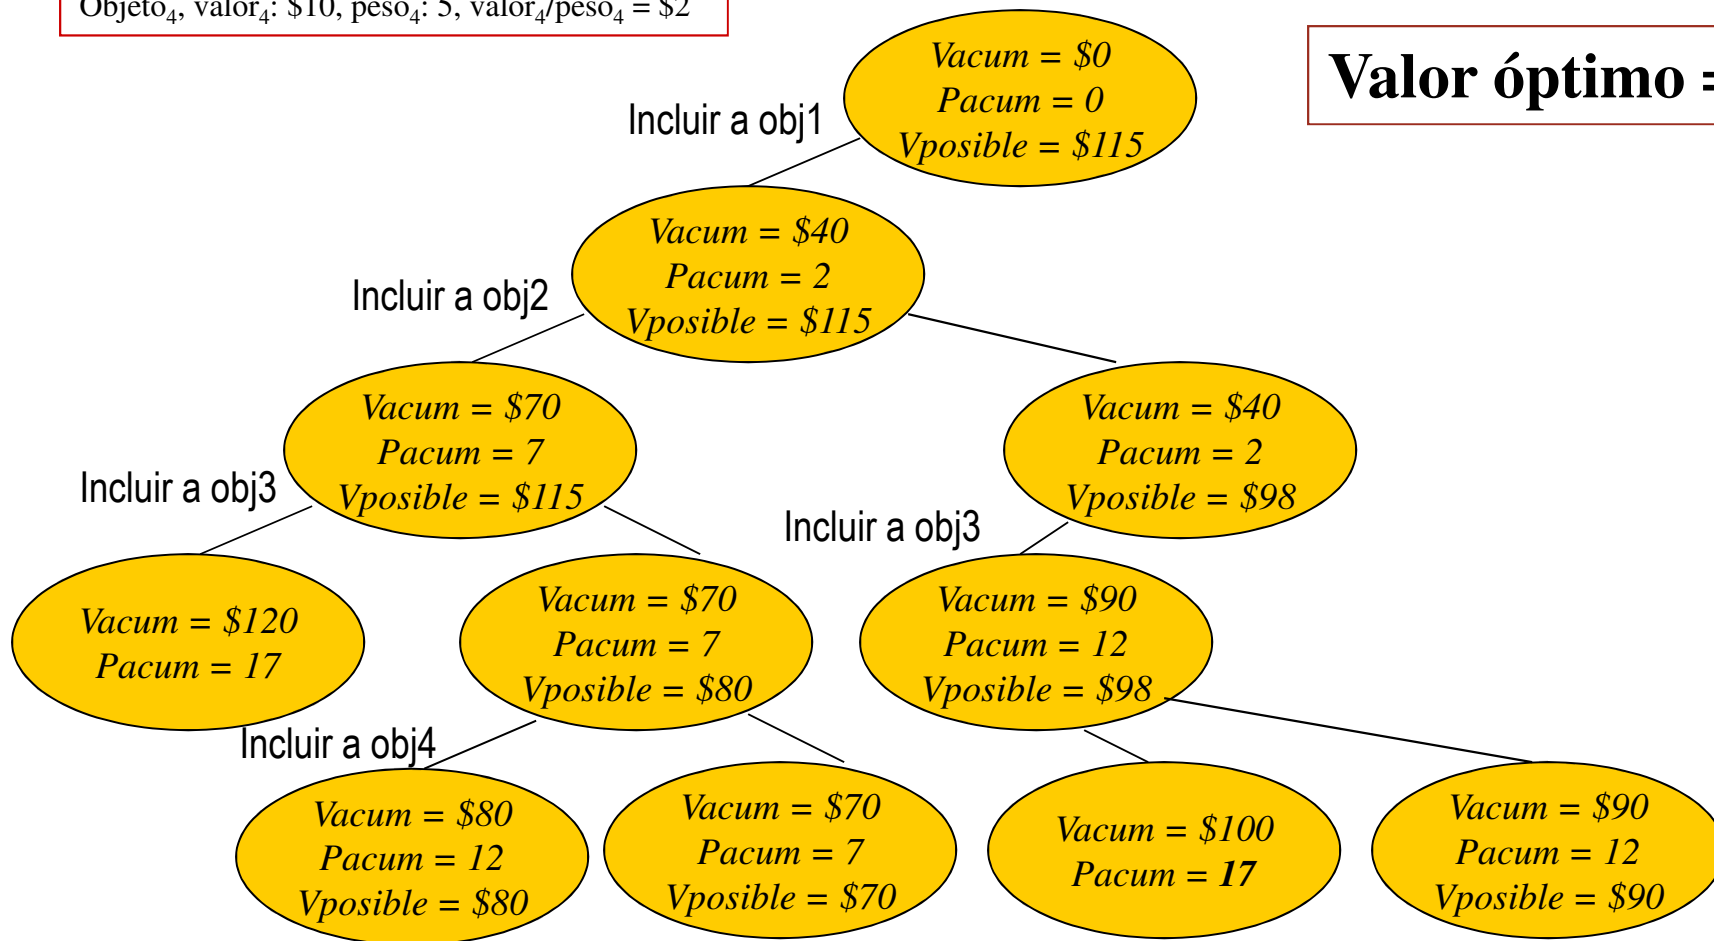 Objeto4, valor4: $10, peso4: 5, valor4/peso4 = $2
Valor óptimo =
Vacum = $0
Pacum = 0
Vposible = $115
Incluir a obj1
Vacum = $40
Pacum = 2
Vposible = $115
Incluir a obj2
Vacum = $70
Pacum = 7
Vposible = $115
Vacum = $40
Pacum = 2
Vposible = $98
Incluir a obj3
Incluir a obj3
Vacum = $120
Pacum = 17
Vacum = $70
Pacum = 7
Vposible = $80
Vacum = $90
Pacum = 12
Vposible = $98
Incluir a obj4
Vacum = $80
Pacum = 12
Vposible = $80
Vacum = $70
Pacum = 7
Vposible = $70
Vacum = $100
Pacum = 17
Vacum = $90
Pacum = 12
Vposible = $90